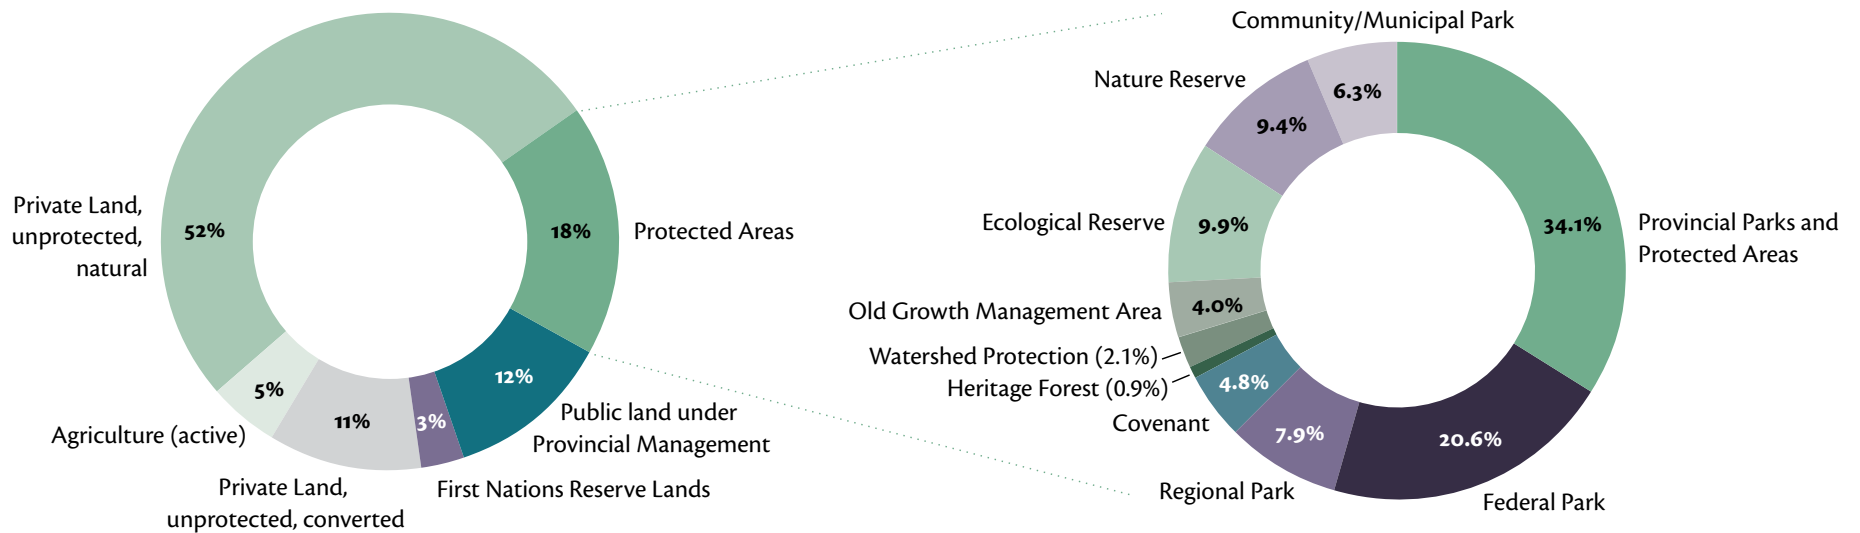 Private Land,
unprotected,
natural
52%
18%
Protected Areas
12%
Public land under
Provincial Management
3%
First Nations Reserve Lands
11%
Private Land,
unprotected, converted
5%
Agriculture (active)
Community/Municipal Park
6.3%
Nature Reserve
9.4%
Ecological Reserve
9.9%
Old Growth Management Area
4.0%
Watershed Protection (2.1%)
Heritage Forest (0.9%)
4.8%
Covenant
7.9%
Regional Park
20.6%
Federal Park
34.1%
Provincial Parks and
Protected Areas